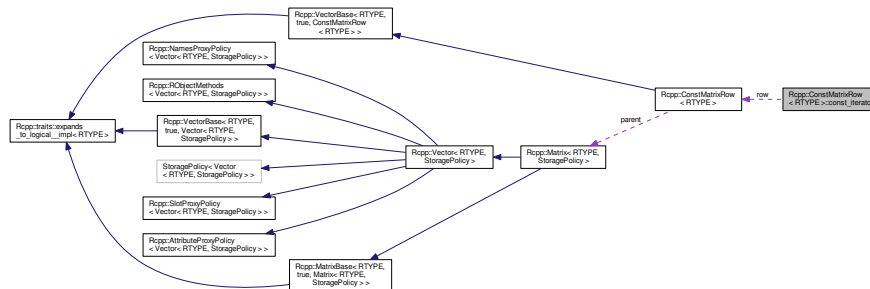 Rcpp::VectorBase< RTYPE,
true, ConstMatrixRow
< RTYPE > >
Rcpp::NamesProxyPolicy
< Vector< RTYPE, StoragePolicy > >
Rcpp::RObjectMethods
< Vector< RTYPE, StoragePolicy > >
Rcpp::ConstMatrixRow
< RTYPE >
row
Rcpp::ConstMatrixRow
< RTYPE >::const_iterato
Rcpp::traits::expands
_to_logical__impl< RTYPE >
Rcpp::VectorBase< RTYPE,
true, Vector< RTYPE,
StoragePolicy > >
parent
StoragePolicy< Vector
< RTYPE, StoragePolicy > >
Rcpp::Vector< RTYPE,
StoragePolicy >
Rcpp::Matrix< RTYPE,
StoragePolicy >
Rcpp::SlotProxyPolicy
< Vector< RTYPE, StoragePolicy > >
Rcpp::AttributeProxyPolicy
< Vector< RTYPE, StoragePolicy > >
Rcpp::MatrixBase< RTYPE,
true, Matrix< RTYPE,
StoragePolicy > >